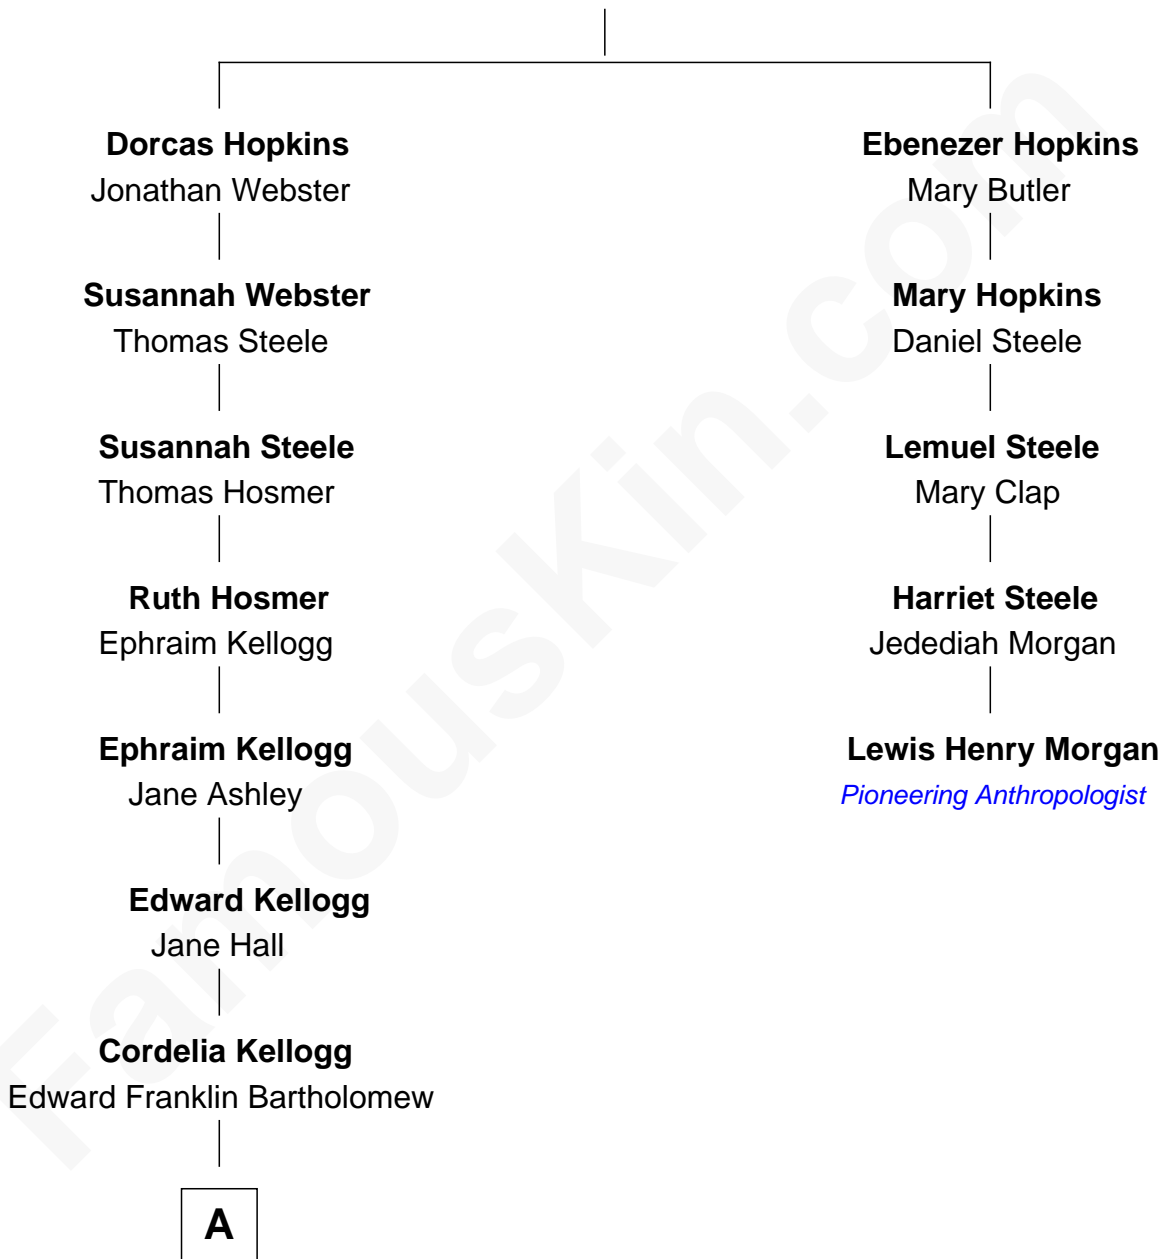 Dorcas Hopkins
Jonathan Webster
Ebenezer Hopkins
Mary Butler
Susannah Webster
Thomas Steele
Mary Hopkins
Daniel Steele
Susannah Steele
Thomas Hosmer
Lemuel Steele
Mary Clap
Ruth Hosmer
Ephraim Kellogg
Harriet Steele
Jedediah Morgan
Ephraim Kellogg
Jane Ashley
Lewis Henry Morgan
Pioneering Anthropologist
Edward Kellogg
Jane Hall
Cordelia Kellogg
Edward Franklin Bartholomew
A
FamousKin.com